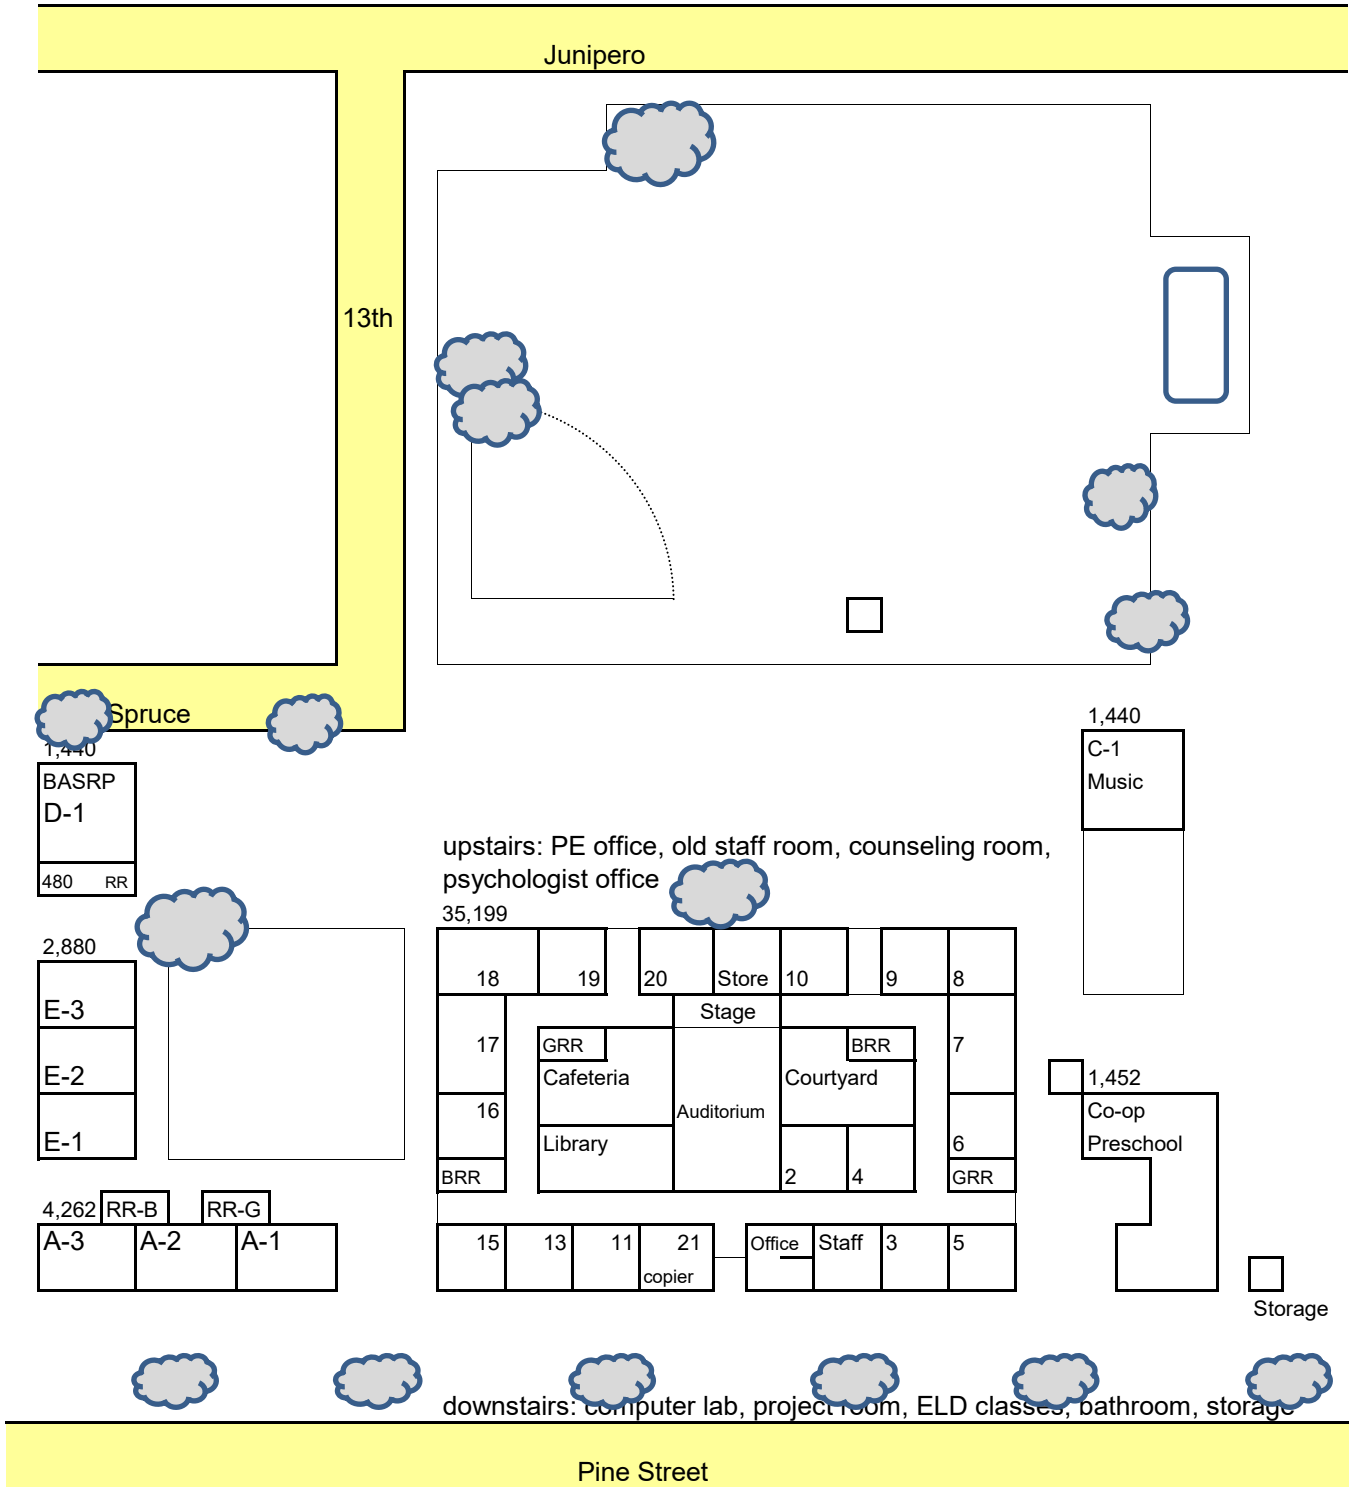 Junipero
13th
Spruce
1,440
1,440
BASRP
D-1
480 RR
C-1
Music
upstairs: PE office, old staff room, counseling room,
psychologist office
35,199
2,880
E-3
E-2
E-1
18 19 20 Store 10 9 8
Stage
17 GRR BRR 7
Cafeteria Courtyard
16 Auditorium
Library 6
BRR 2 4 GRR
1,452
Co-op
Preschool
4,262 RR-B RR-G
A-3 A-2 A-1
15 13 11 21 Office Staff 3 5
copier
Storage
downstairs: computer lab, project room, ELD classes, bathroom, storage
Pine Street